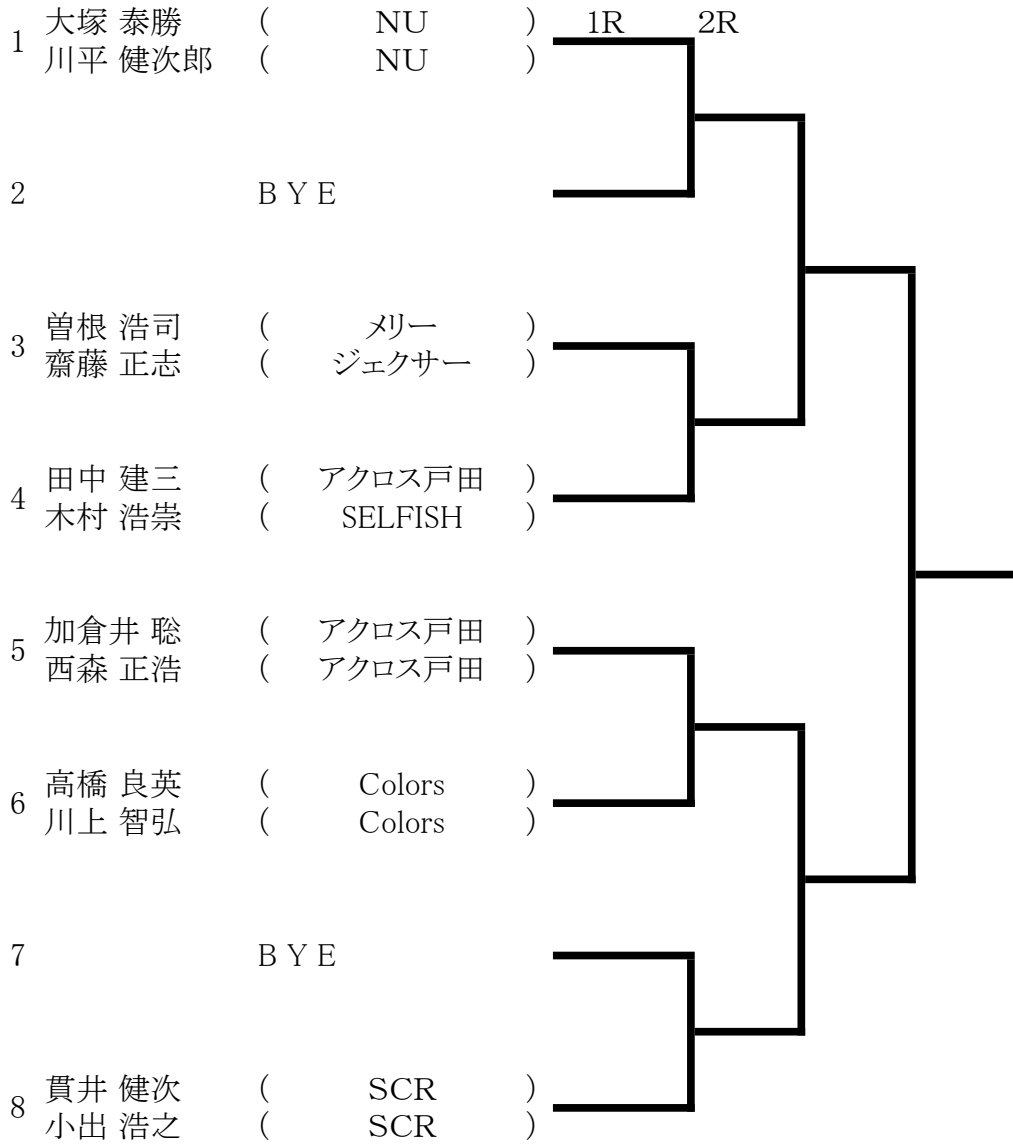 1R 2R
1 大塚 泰勝 ( NU )
川平 健次郎 ( NU )
2 B Y E
3 曽根 浩司 ( メリー )
齋藤 正志 ( ジェクサー )
4 田中 建三 ( アクロス戸田 )
木村 浩崇 ( SELFISH )
5 加倉井 聡 ( アクロス戸田 )
西森 正浩 ( アクロス戸田 )
6 高橋 良英 ( Colors )
川上 智弘 ( Colors )
7 B Y E
8 貫井 健次 ( SCR )
小出 浩之 ( SCR )